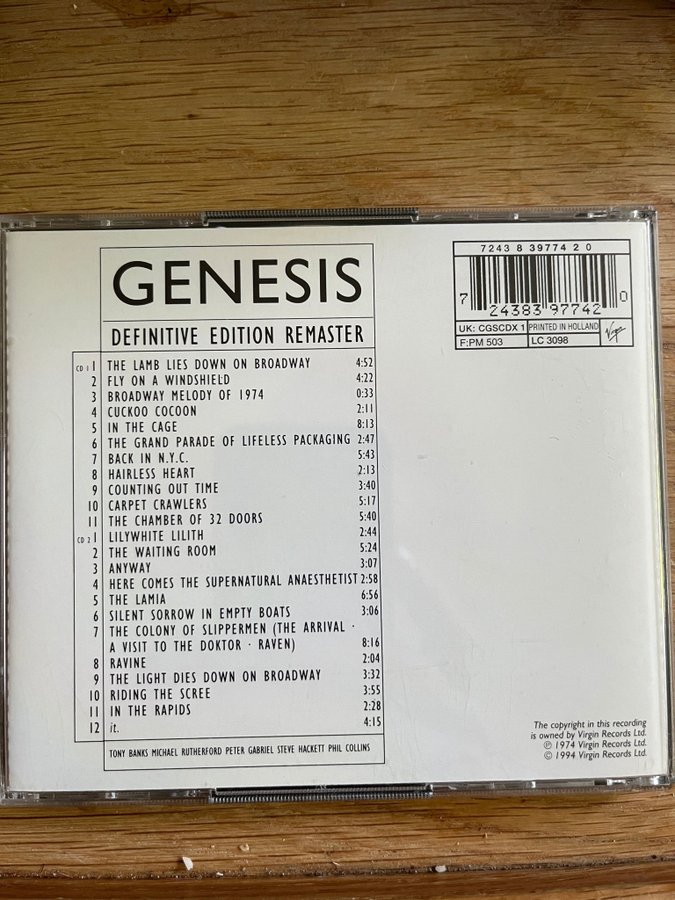 GENESIS
DEFINITIVE EDITION REMASTER
CD 1 1 THE LAMB LIES DOWN ON BROADWAY 4:52
2 FLY ON A WINDSHIELD 4:22
3 BROADWAY MELODY OF 1974 0:33
4 CUCKOO COCOON 2:11
5 IN THE CAGE 8:13
6 THE GRAND PARADE OF LIFELESS PACKAGING 2:47
7 BACK IN N.Y.C. 5:43
8 HAIRLESS HEART 2:13
9 COUNTING OUT TIME 3:40
10 CARPET CRAWLERS 5:17
11 THE CHAMBER OF 32 DOORS 5:40
CD 2 1 LILYWHITE LILITH 2:44
2 THE WAITING ROOM 5:24
3 ANYWAY 3:07
4 HERE COMES THE SUPERNATURAL ANAESTHETIST 2:58
5 THE LAMIA 6:56
6 SILENT SORROW IN EMPTY BOATS 3:06
7 THE COLONY OF SLIPPERMEN (THE ARRIVAL ·
A VISIT TO THE DOKTOR · RAVEN) 8:16
8 RAVINE 2:04
9 THE LIGHT DIES DOWN ON BROADWAY 3:32
10 RIDING THE SCREE 3:55
11 IN THE RAPIDS 2:28
12 it. 4:15
TONY BANKS MICHAEL RUTHERFORD PETER GABRIEL STEVE HACKETT PHIL COLLINS
7243 8 39774 2 0
7 24383 97742 0
UK: CGSCDX 1 PRINTED IN HOLLAND Virgin
F:PM 503 LC 3098
The copyright in this recording
is owned by Virgin Records Ltd.
℗ 1974 Virgin Records Ltd.
© 1994 Virgin Records Ltd.